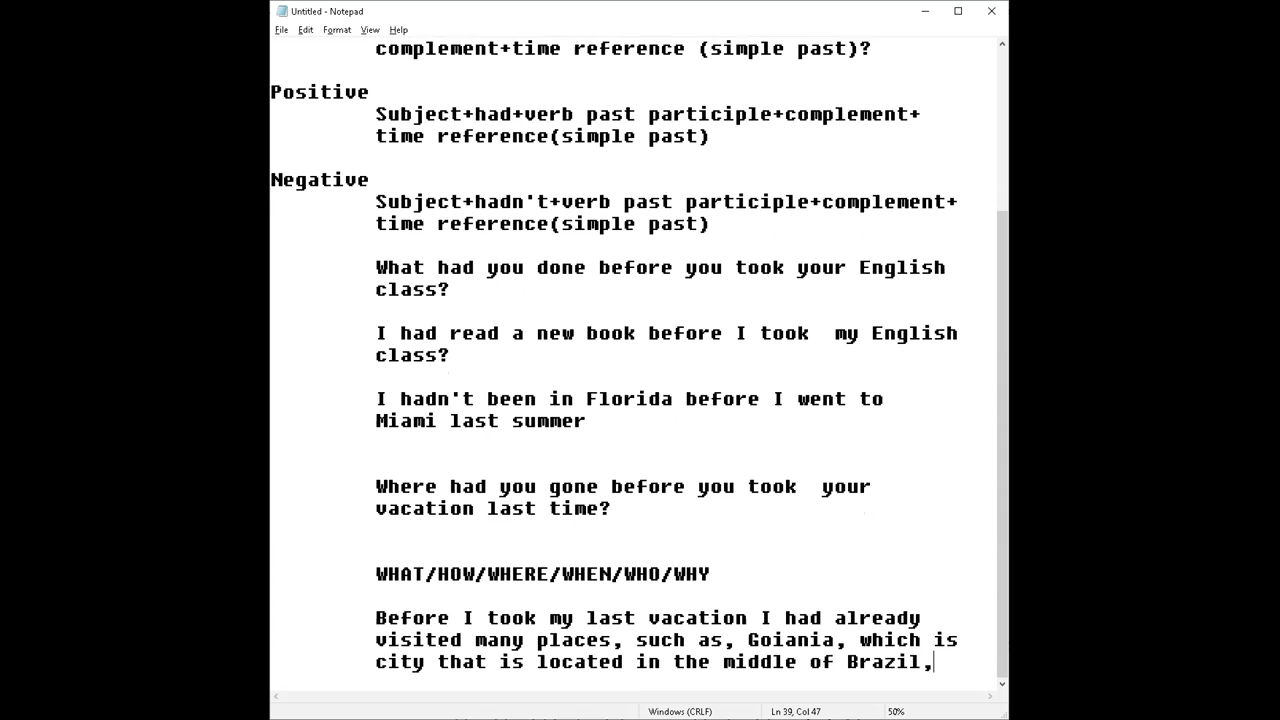 Untitled - Notepad
File Edit Format View Help
complement+time reference (simple past)?
Positive
Subject+had+verb past participle+complement+
time reference(simple past)
Negative
Subject+hadn't+verb past participle+complement+
time reference(simple past)
What had you done before you took your English
class?
I had read a new book before I took  my English
class?
I hadn't been in Florida before I went to
Miami last summer
Where had you gone before you took  your
vacation last time?
WHAT/HOW/WHERE/WHEN/WHO/WHY
Before I took my last vacation I had already
visited many places, such as, Goiania, which is
city that is located in the middle of Brazil,
Windows (CRLF) Ln 39, Col 47 50%